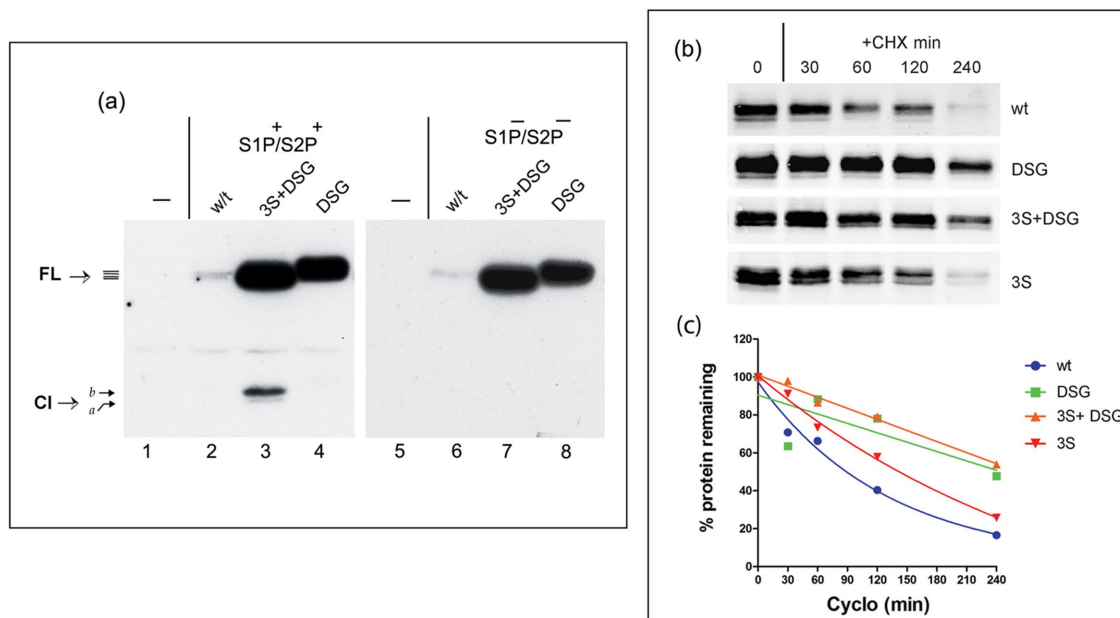 (a)
S1P⁺/S2P⁺
S1P⁻/S2P⁻
— w/t 3S+DSG DSG
— w/t 3S+DSG DSG
FL →
CI → b
a
1 2 3 4 5 6 7 8
(b)
+CHX min
0 30 60 120 240
wt
DSG
3S+DSG
3S
(c)
% protein remaining
120
100
80
60
40
20
0
0 30 60 90 120 150 180 210 240
Cyclo (min)
wt
DSG
3S+ DSG
3S